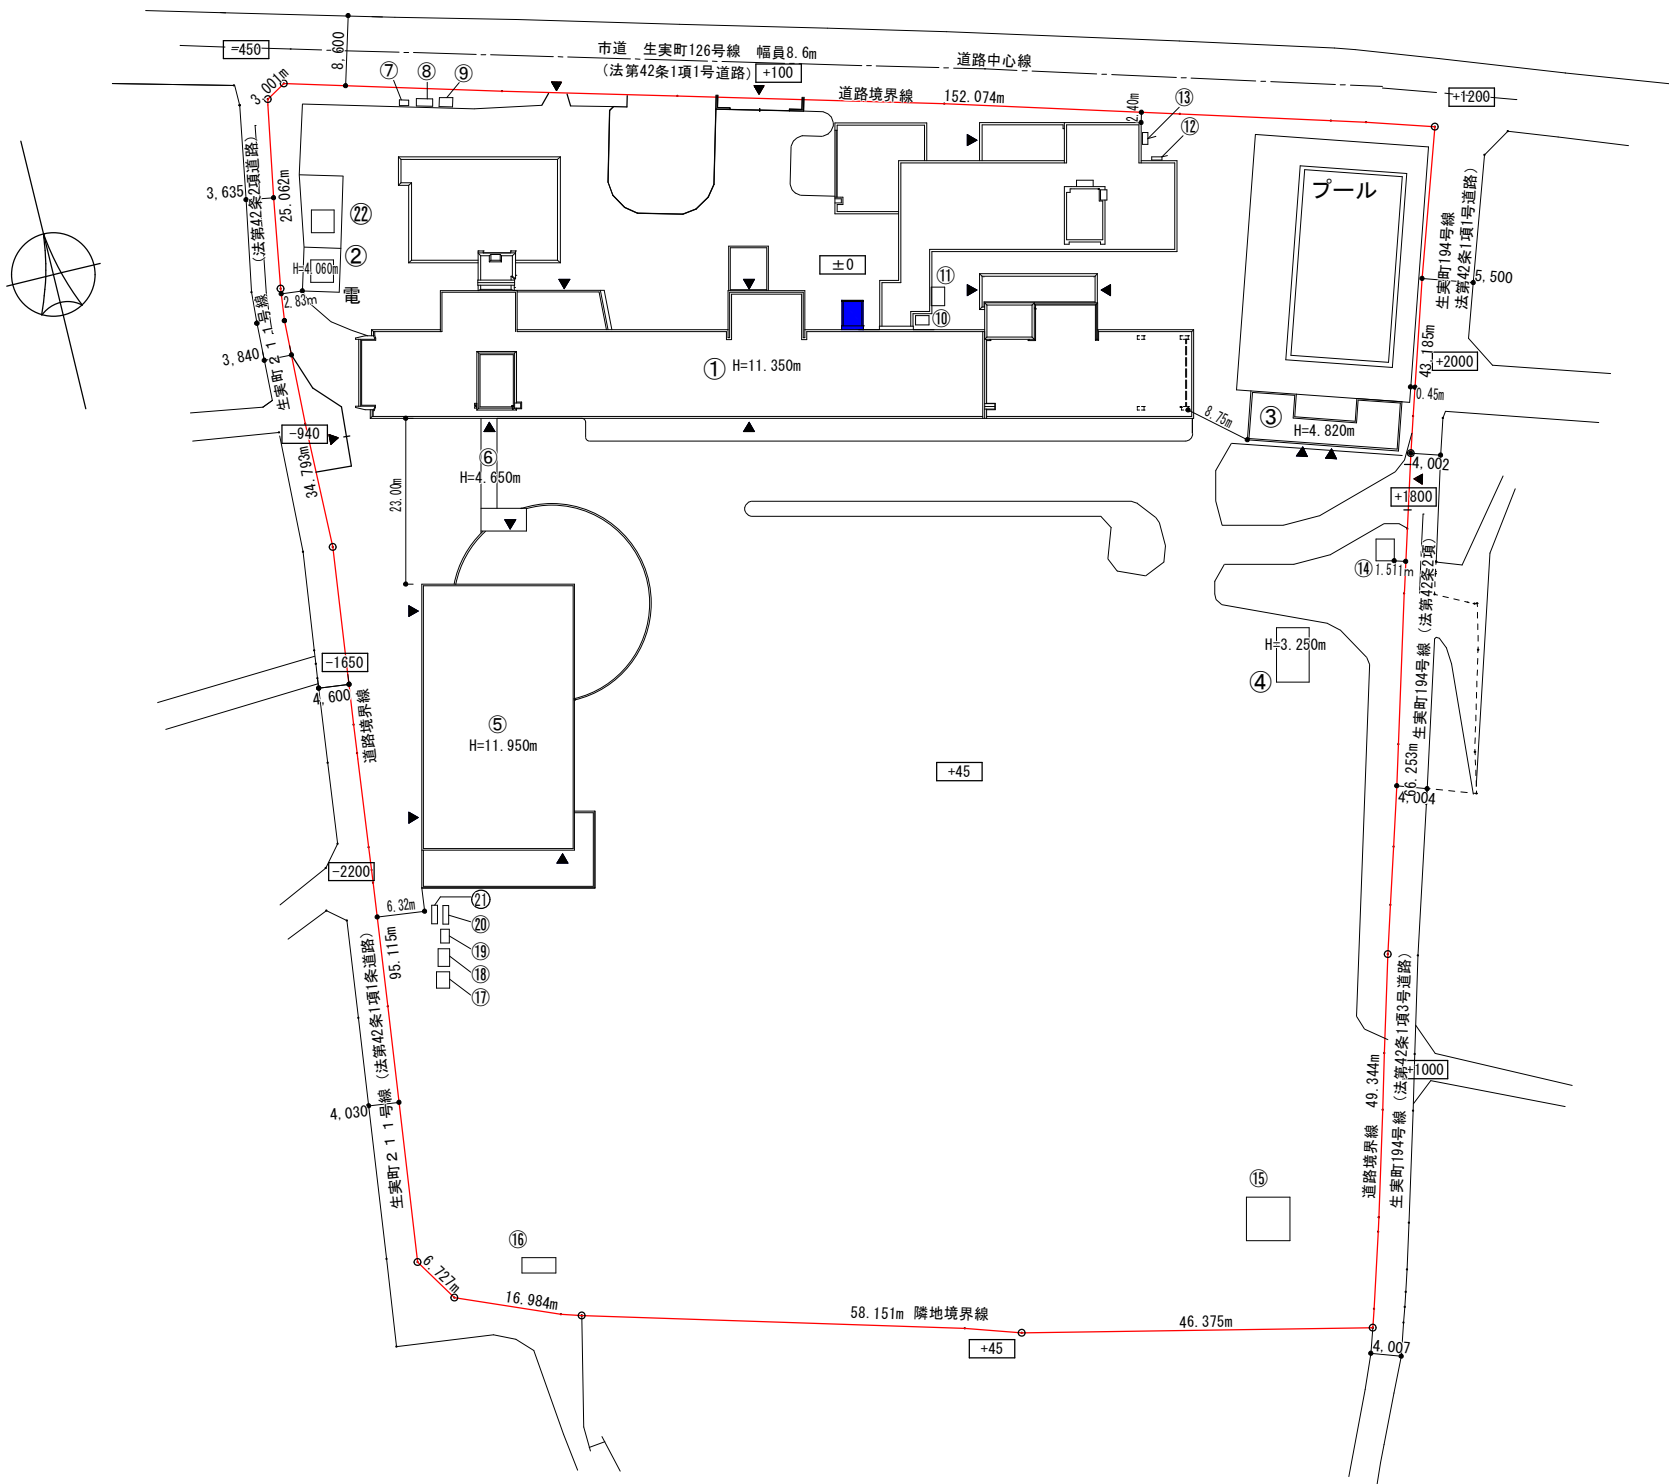 =450
8,600
市道　生実町126号線　幅員8.6m
(法第42条1項1号道路)
+100
道路中心線
3.001m
⑦
⑧
⑨
道路境界線
152.074m
2.40m
⑬
⑫
+1200
3,635
25.062m
(法第42条2項道路)
㉒
②
H=4.060m
電
2.83m
±0
⑪
⑩
プール
生実町194号線
法第42条1項1号道路)
5,500
43.185m
+2000
0.45m
3,840
生実町２１１号線
① H=11.350m
-940
34.793m
8.75m
③
H=4.820m
⑥
H=4.650m
23.00m
4,002
+1800
⑭
1.511m
生実町194号線 (法第42条2項)
H=3.250m
④
-1650
4,600
道路境界線
⑤
H=11.950m
+45
66.253m
4,004
-2200
6.32m
㉑
⑳
⑲
⑱
⑰
95.115m
生実町２１１号線 (法第42条1項1条道路)
4,030
道路境界線　49.344m
生実町194号線 (法第42条1項3号道路)
+1000
⑮
⑯
6.727m
16.984m
58.151m 隣地境界線
46.375m
+45
4,007